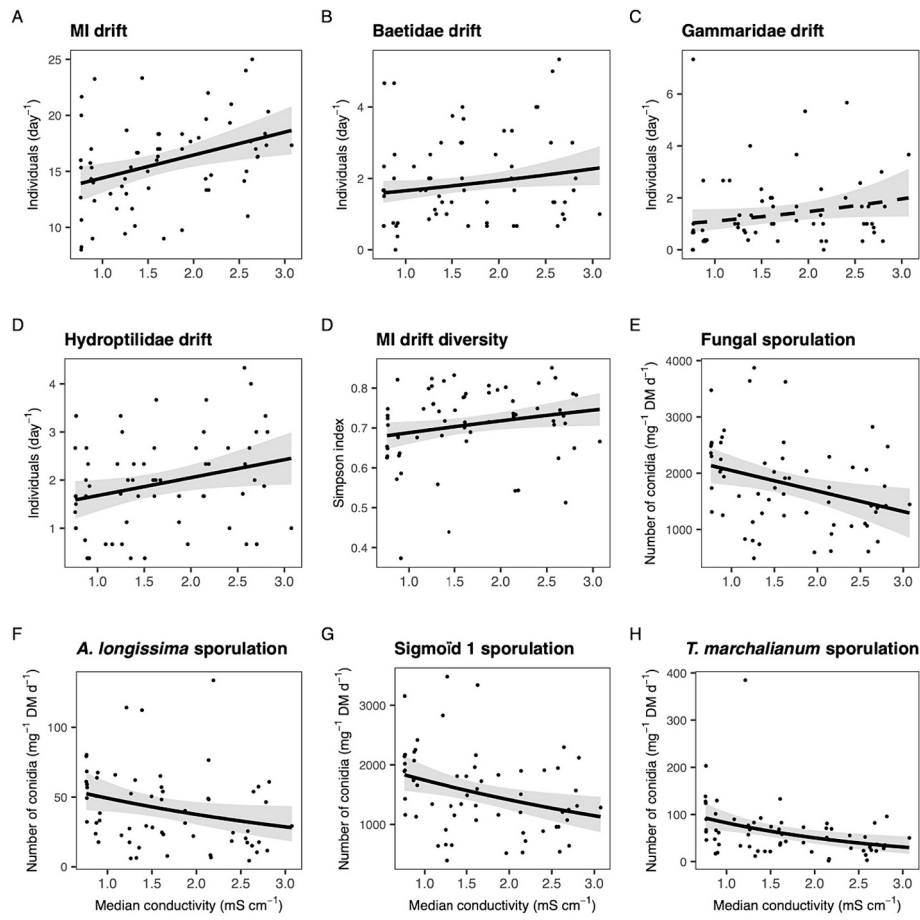 A MI drift
Individuals (day⁻¹)
25
20
15
10
1.0 1.5 2.0 2.5 3.0
B Baetidae drift
Individuals (day⁻¹)
4
2
0
1.0 1.5 2.0 2.5 3.0
C Gammaridae drift
Individuals (day⁻¹)
6
4
2
0
1.0 1.5 2.0 2.5 3.0
D Hydroptilidae drift
Individuals (day⁻¹)
4
3
2
1
1.0 1.5 2.0 2.5 3.0
D MI drift diversity
Simpson index
0.8
0.7
0.6
0.5
0.4
1.0 1.5 2.0 2.5 3.0
E Fungal sporulation
Number of conidia (mg⁻¹ DM d⁻¹)
4000
3000
2000
1000
1.0 1.5 2.0 2.5 3.0
F A. longissima sporulation
Number of conidia (mg⁻¹ DM d⁻¹)
100
50
0
1.0 1.5 2.0 2.5 3.0
Median conductivity (mS cm⁻¹)
G Sigmoïd 1 sporulation
Number of conidia (mg⁻¹ DM d⁻¹)
3000
2000
1000
1.0 1.5 2.0 2.5 3.0
Median conductivity (mS cm⁻¹)
H T. marchalianum sporulation
Number of conidia (mg⁻¹ DM d⁻¹)
400
300
200
100
0
1.0 1.5 2.0 2.5 3.0
Median conductivity (mS cm⁻¹)